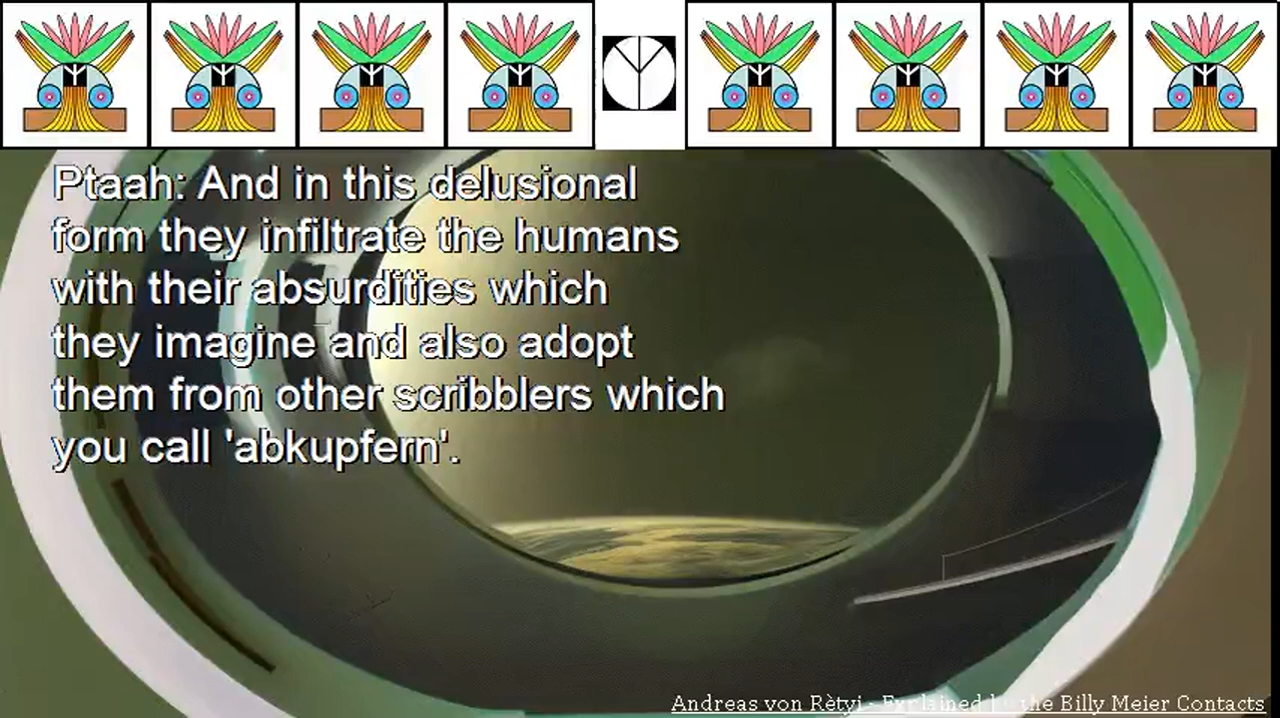 Ptaah: And in this delusional
form they infiltrate the humans
with their absurdities which
they imagine and also adopt
them from other scribblers which
you call 'abkupfern'.
Andreas von Rètyi - Explained | the Billy Meier Contacts